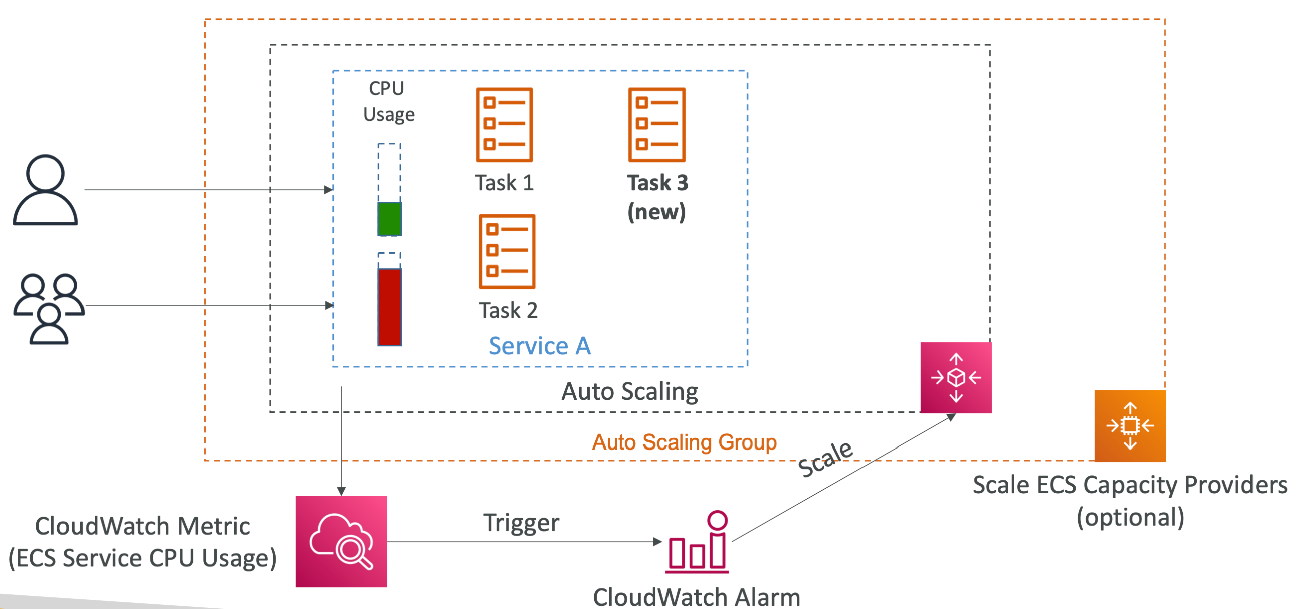 CPU
Usage
Task 1
Task 3
(new)
Task 2
Service A
Auto Scaling
Auto Scaling Group
Scale
Scale ECS Capacity Providers
(optional)
CloudWatch Metric
(ECS Service CPU Usage)
Trigger
CloudWatch Alarm